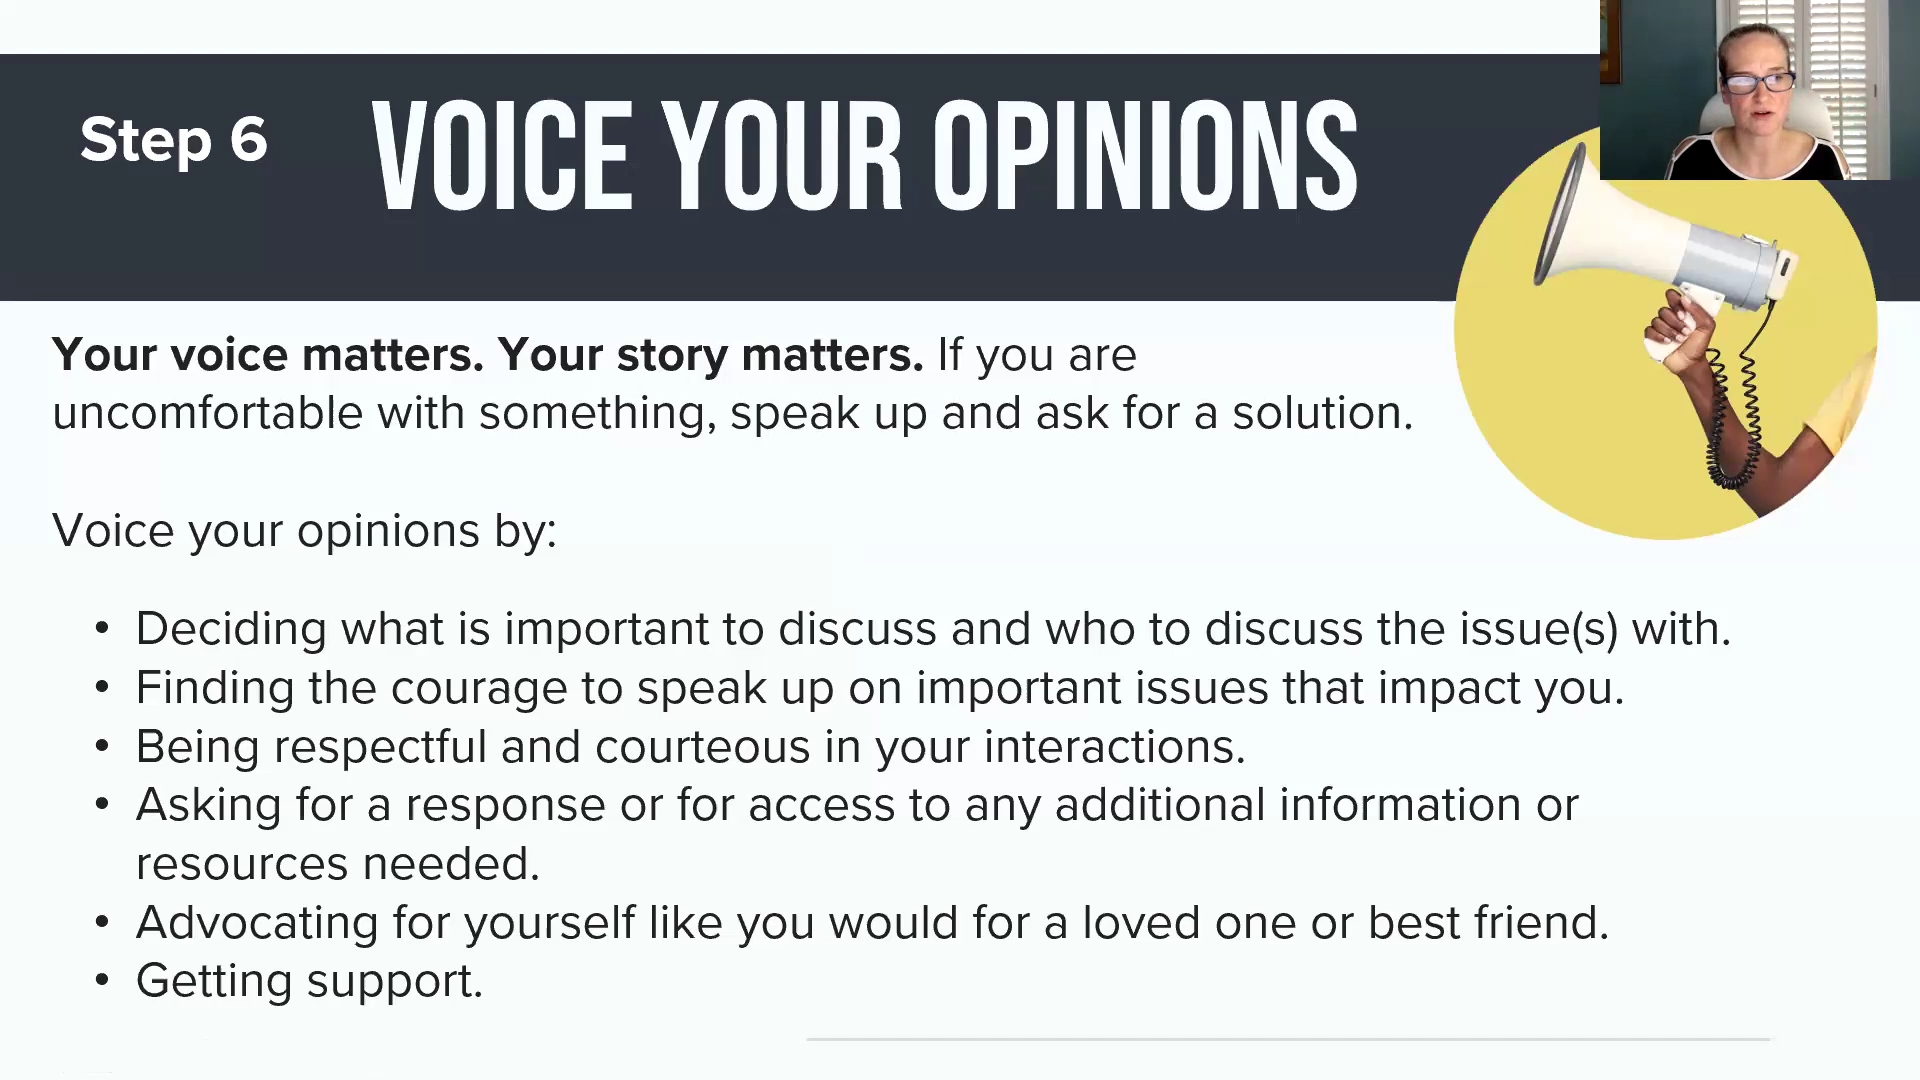 Step 6
VOICE YOUR OPINIONS
Your voice matters. Your story matters. If you are
uncomfortable with something, speak up and ask for a solution.
Voice your opinions by:
• Deciding what is important to discuss and who to discuss the issue(s) with.
• Finding the courage to speak up on important issues that impact you.
• Being respectful and courteous in your interactions.
• Asking for a response or for access to any additional information or
resources needed.
• Advocating for yourself like you would for a loved one or best friend.
• Getting support.